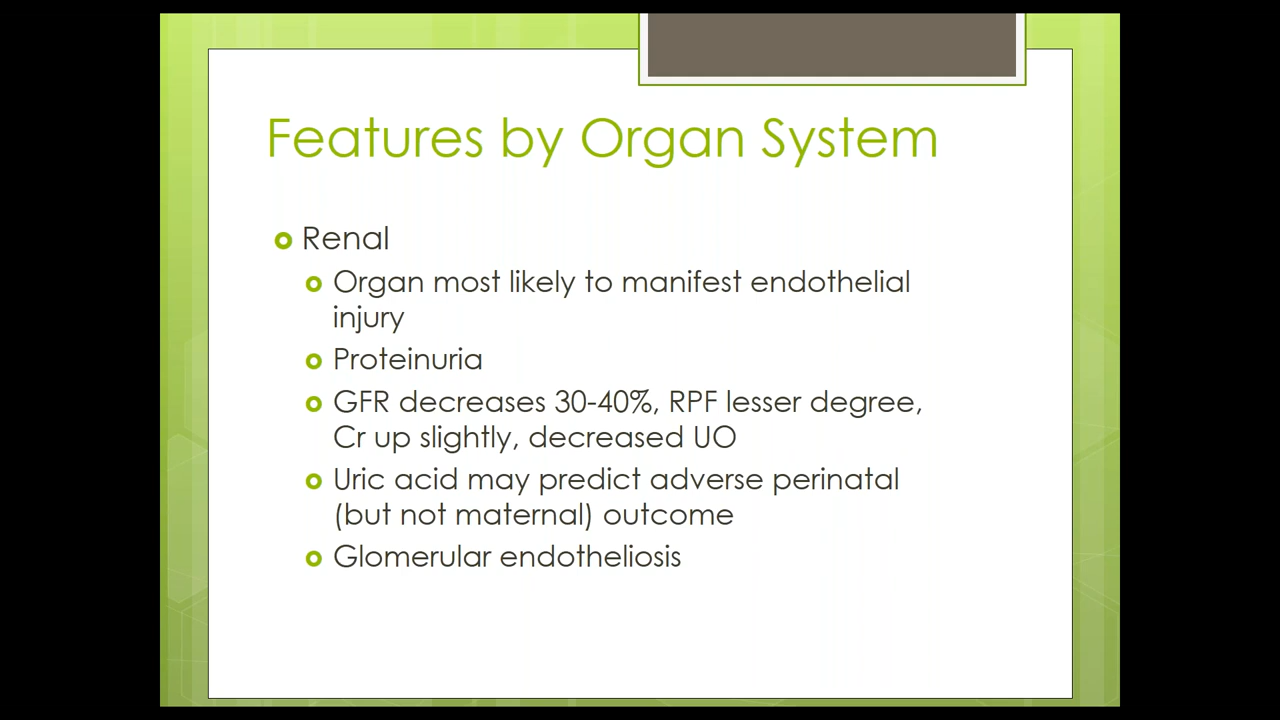 Features by Organ System
Renal
Organ most likely to manifest endothelial
injury
Proteinuria
GFR decreases 30-40%, RPF lesser degree,
Cr up slightly, decreased UO
Uric acid may predict adverse perinatal
(but not maternal) outcome
Glomerular endotheliosis